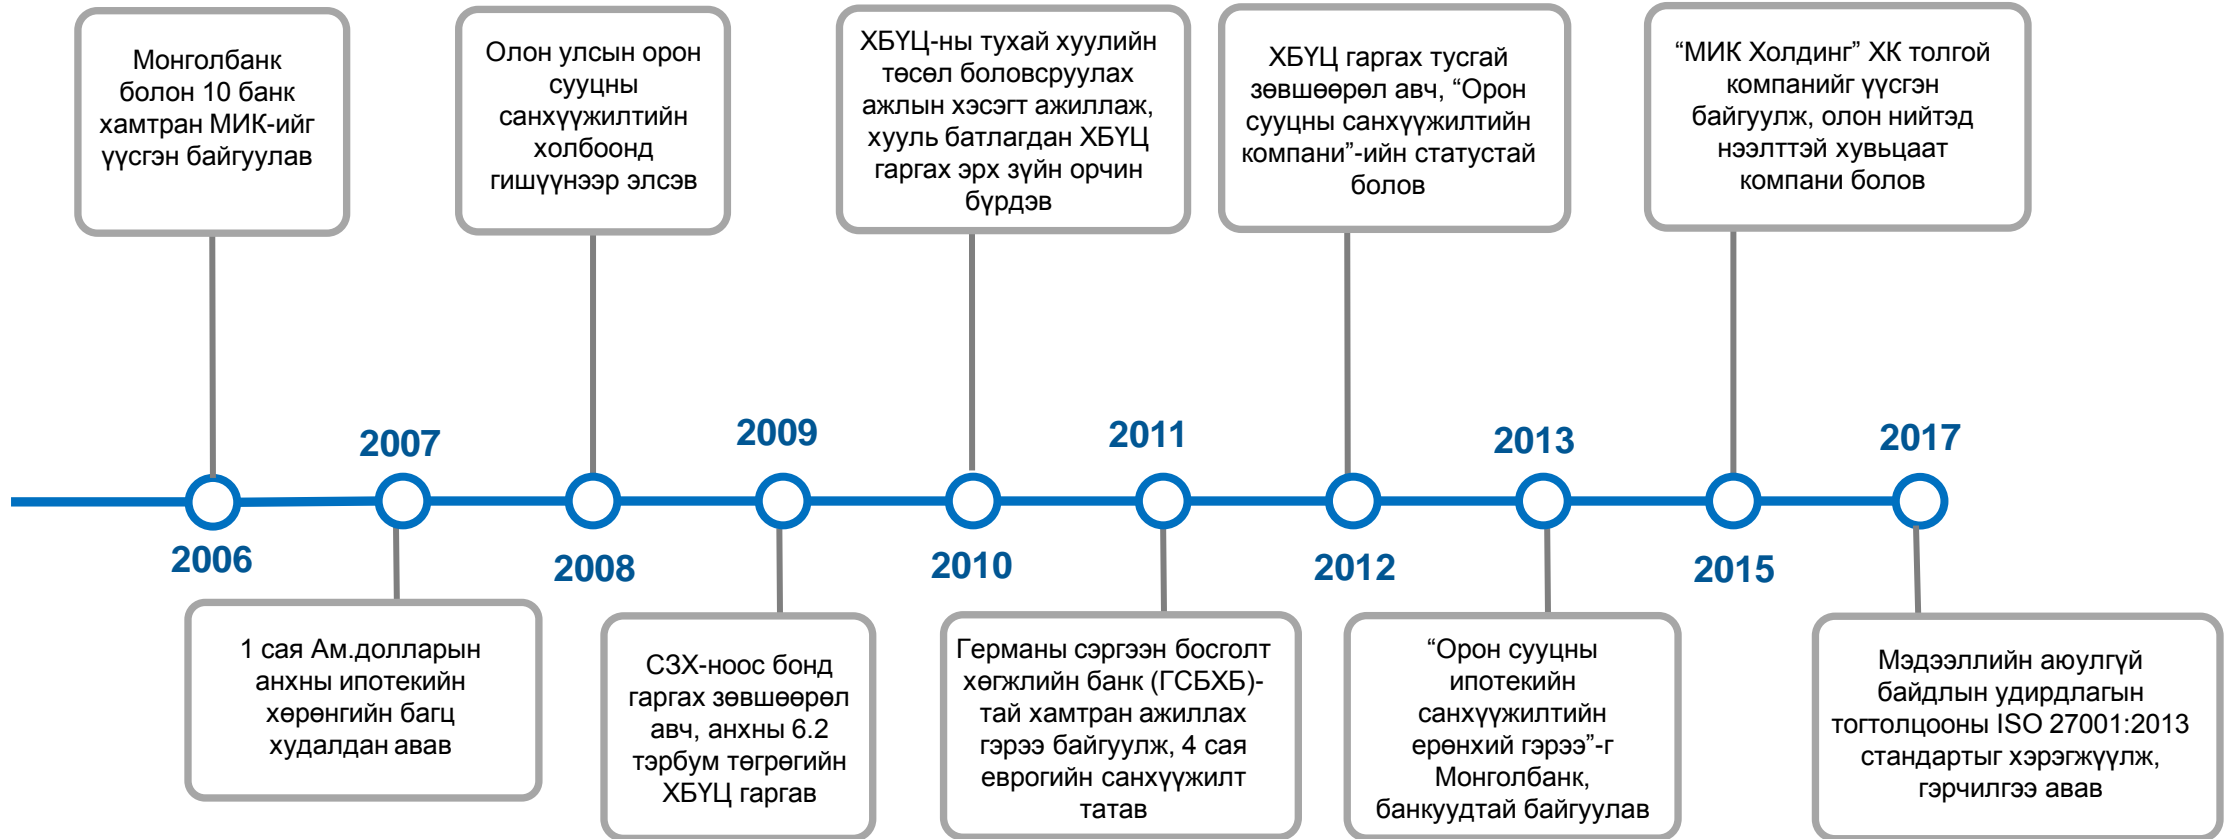 Монголбанк
болон 10 банк
хамтран МИК-ийг
үүсгэн байгуулав
2006
2007
1 сая Ам.долларын
анхны ипотекийн
хөрөнгийн багц
худалдан авав
Олон улсын орон
сууцны
санхүүжилтийн
холбоонд
гишүүнээр элсэв
2008
2009
СЗХ-ноос бонд
гаргах зөвшөөрөл
авч, анхны 6.2
тэрбум төгрөгийн
ХБҮЦ гаргав
ХБҮЦ-ны тухай хуулийн
төсөл боловсруулах
ажлын хэсэгт ажиллаж,
хууль батлагдан ХБҮЦ
гаргах эрх зүйн орчин
бүрдэв
2010
2011
Германы сэргээн босголт
хөгжлийн банк (ГСБХБ)-
тай хамтран ажиллах
гэрээ байгуулж, 4 сая
еврогийн санхүүжилт
татав
ХБҮЦ гаргах тусгай
зөвшөөрөл авч, “Орон
сууцны санхүүжилтийн
компани”-ийн статустай
болов
2012
2013
“Орон сууцны
ипотекийн
санхүүжилтийн
ерөнхий гэрээ”-г
Монголбанк,
банкуудтай байгуулав
“МИК Холдинг” ХК толгой
компанийг үүсгэн
байгуулж, олон нийтэд
нээлттэй хувьцаат
компани болов
2015
2017
Мэдээллийн аюулгүй
байдлын удирдлагын
тогтолцооны ISO 27001:2013
стандартыг хэрэгжүүлж,
гэрчилгээ авав